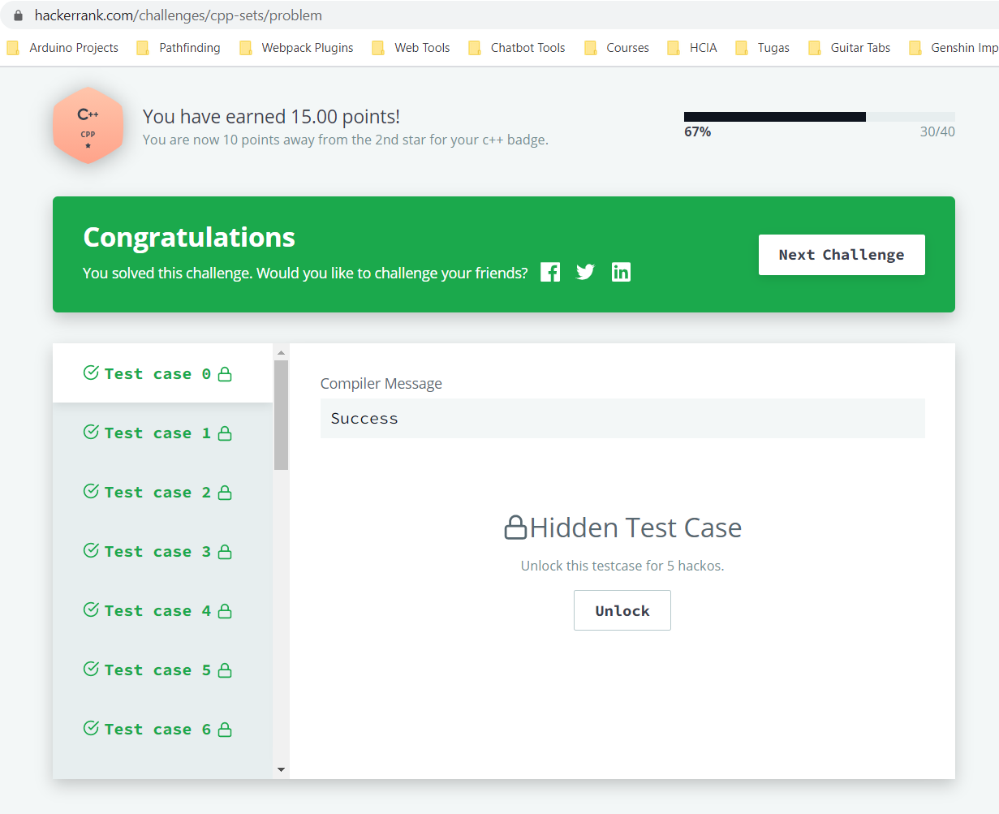 hackerrank.com/challenges/cpp-sets/problem
Arduino Projects Pathfinding Webpack Plugins Web Tools Chatbot Tools Courses HCIA Tugas Guitar Tabs Genshin Imp
C++
CPP
You have earned 15.00 points!
You are now 10 points away from the 2nd star for your c++ badge.
67% 30/40
Congratulations
You solved this challenge. Would you like to challenge your friends?
Next Challenge
Test case 0
Test case 1
Test case 2
Test case 3
Test case 4
Test case 5
Test case 6
Compiler Message
Success
Hidden Test Case
Unlock this testcase for 5 hackos.
Unlock